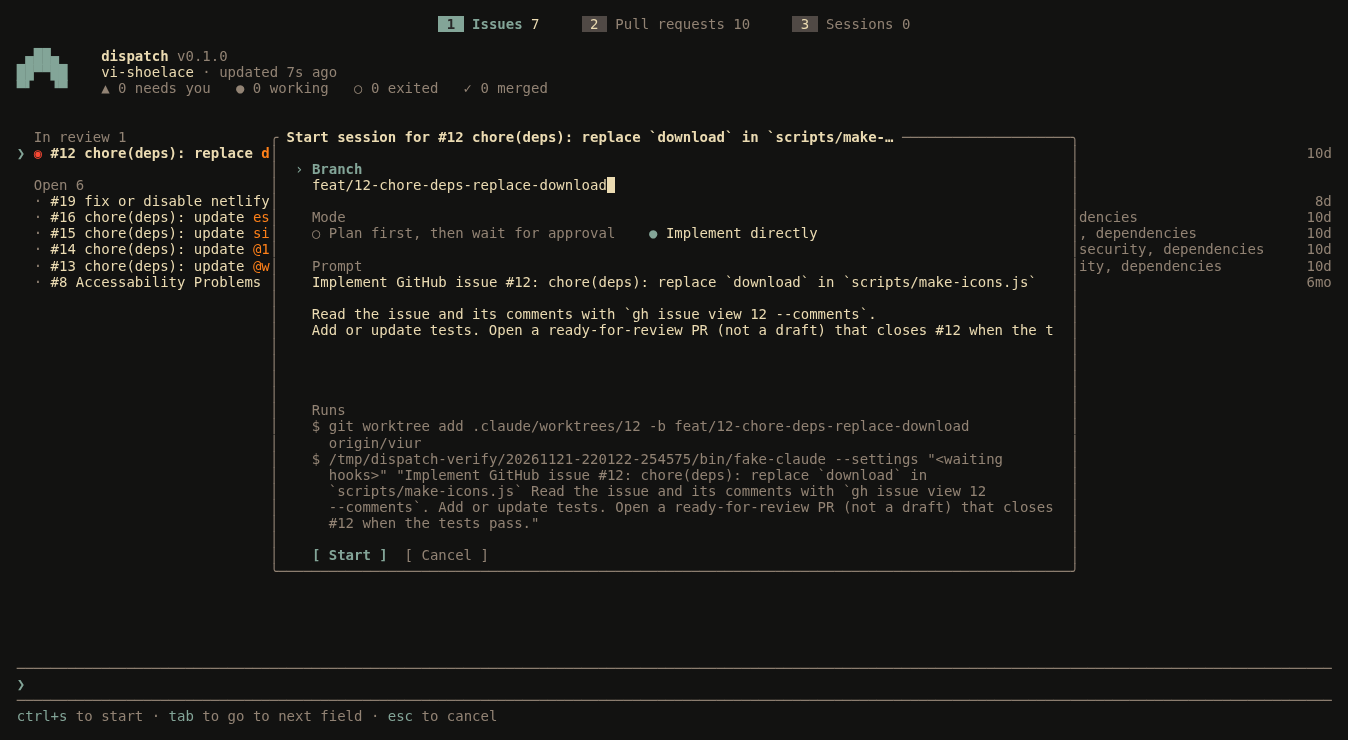 1 Issues 7 2 Pull requests 10 3 Sessions 0
dispatch v0.1.0
vi-shoelace · updated 7s ago
▲ 0 needs you ● 0 working ○ 0 exited ✓ 0 merged
In review 1
❯ ◉ #12 chore(deps): replace d 10d
Open 6
· #19 fix or disable netlify 8d
· #16 chore(deps): update es dencies 10d
· #15 chore(deps): update si , dependencies 10d
· #14 chore(deps): update @1 security, dependencies 10d
· #13 chore(deps): update @w ity, dependencies 10d
· #8 Accessability Problems 6mo
Start session for #12 chore(deps): replace `download` in `scripts/make-…
› Branch
feat/12-chore-deps-replace-download
Mode
○ Plan first, then wait for approval ● Implement directly
Prompt
Implement GitHub issue #12: chore(deps): replace `download` in `scripts/make-icons.js`
Read the issue and its comments with `gh issue view 12 --comments`.
Add or update tests. Open a ready-for-review PR (not a draft) that closes #12 when the t
Runs
$ git worktree add .claude/worktrees/12 -b feat/12-chore-deps-replace-download
origin/viur
$ /tmp/dispatch-verify/20261121-220122-254575/bin/fake-claude --settings "<waiting
hooks>" "Implement GitHub issue #12: chore(deps): replace `download` in
`scripts/make-icons.js` Read the issue and its comments with `gh issue view 12
--comments`. Add or update tests. Open a ready-for-review PR (not a draft) that closes
#12 when the tests pass."
[ Start ] [ Cancel ]
❯
ctrl+s to start · tab to go to next field · esc to cancel